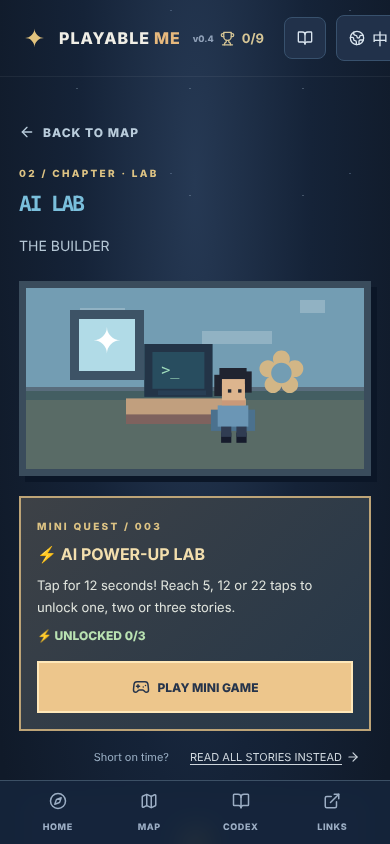 PLAYABLE ME v0.4 0/9 中
BACK TO MAP
02 / CHAPTER · LAB
AI LAB
THE BUILDER
>_
MINI QUEST / 003
⚡ AI POWER-UP LAB
Tap for 12 seconds! Reach 5, 12 or 22 taps to
unlock one, two or three stories.
⚡ UNLOCKED 0/3
PLAY MINI GAME
Short on time? READ ALL STORIES INSTEAD →
HOME MAP CODEX LINKS